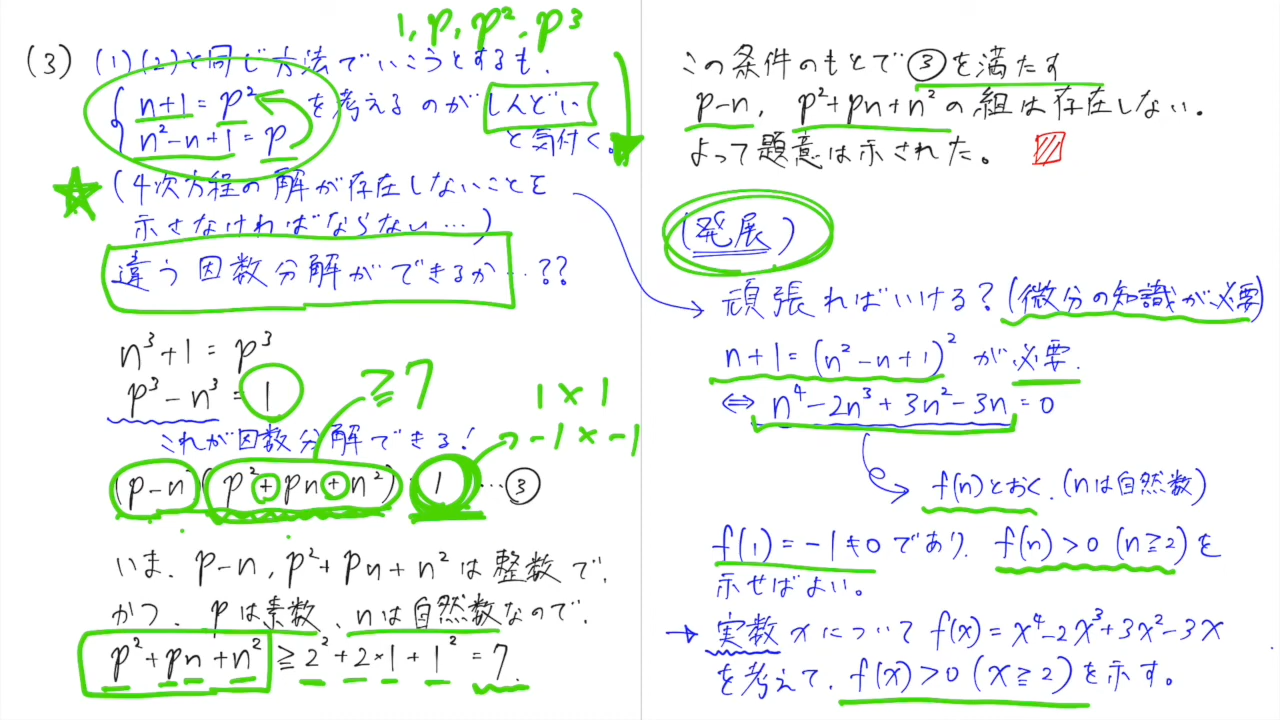 1, p, p², p³
(3) (1)(2)と同じ方法でいこうとするも、
{ n+1 = p²
n²-n+1 = p を考えるのがしんどい
と気付く。
(4次方程の解が存在しないことを
示さなければならない…)
違う因数分解ができるか…??
n³+1 = p³
p³-n³ = 1
≧7
1×1
-1×-1
これが因数分解できる!
(p-n)(p²+pn+n²) 1 …③
いま、p-n, p²+pn+n²は整数で、
かつ、pは素数、nは自然数なので、
p²+pn+n² ≧ 2²+2×1+1² = 7.
この条件のもとで③を満たす
p-n, p²+pn+n²の組は存在しない。
よって題意は示された。
(発展)
→ 頑張ればいける?(微分の知識が必要)
n+1=(n²-n+1)² が必要.
⇔ n⁴-2n³+3n²-3n=0
f(n)とおく.(nは自然数)
f(1)=-1≠0であり、f(n)>0(n≧2)を
示せばよい。
→ 実数xについてf(x)=x⁴-2x³+3x²-3x
を考えて、f(x)>0(x≧2)を示す。